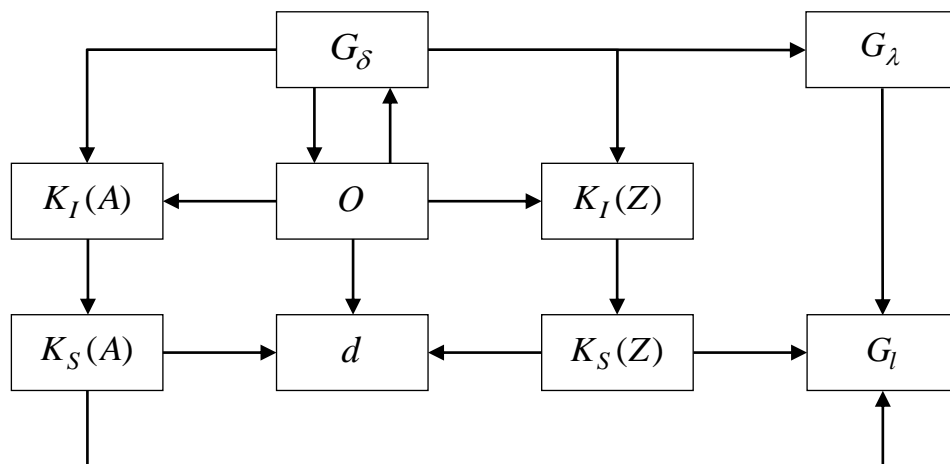 G_δ
G_λ
K_I(A)
O
K_I(Z)
K_S(A)
d
K_S(Z)
G_l